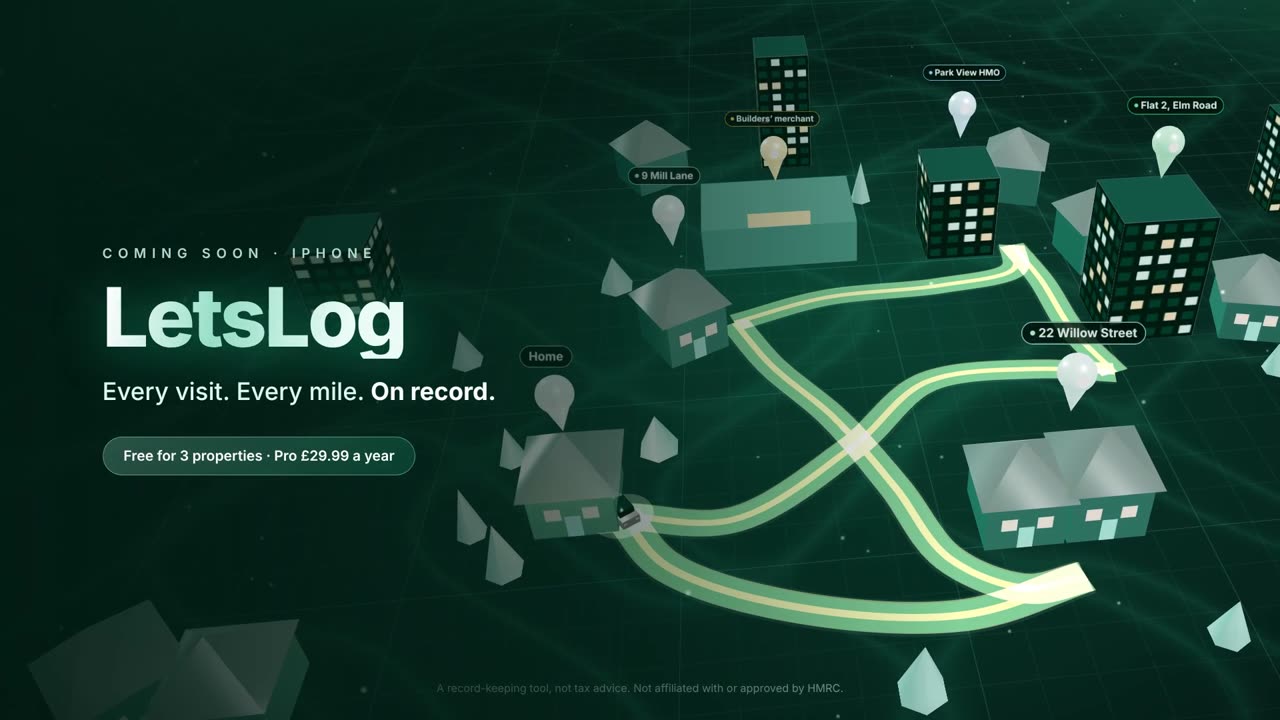 COMING SOON · IPHONE
LetsLog
Every visit. Every mile. On record.
Free for 3 properties · Pro £29.99 a year
Park View HMO
Flat 2, Elm Road
Builders' merchant
9 Mill Lane
22 Willow Street
Home
A record-keeping tool, not tax advice. Not affiliated with or approved by HMRC.